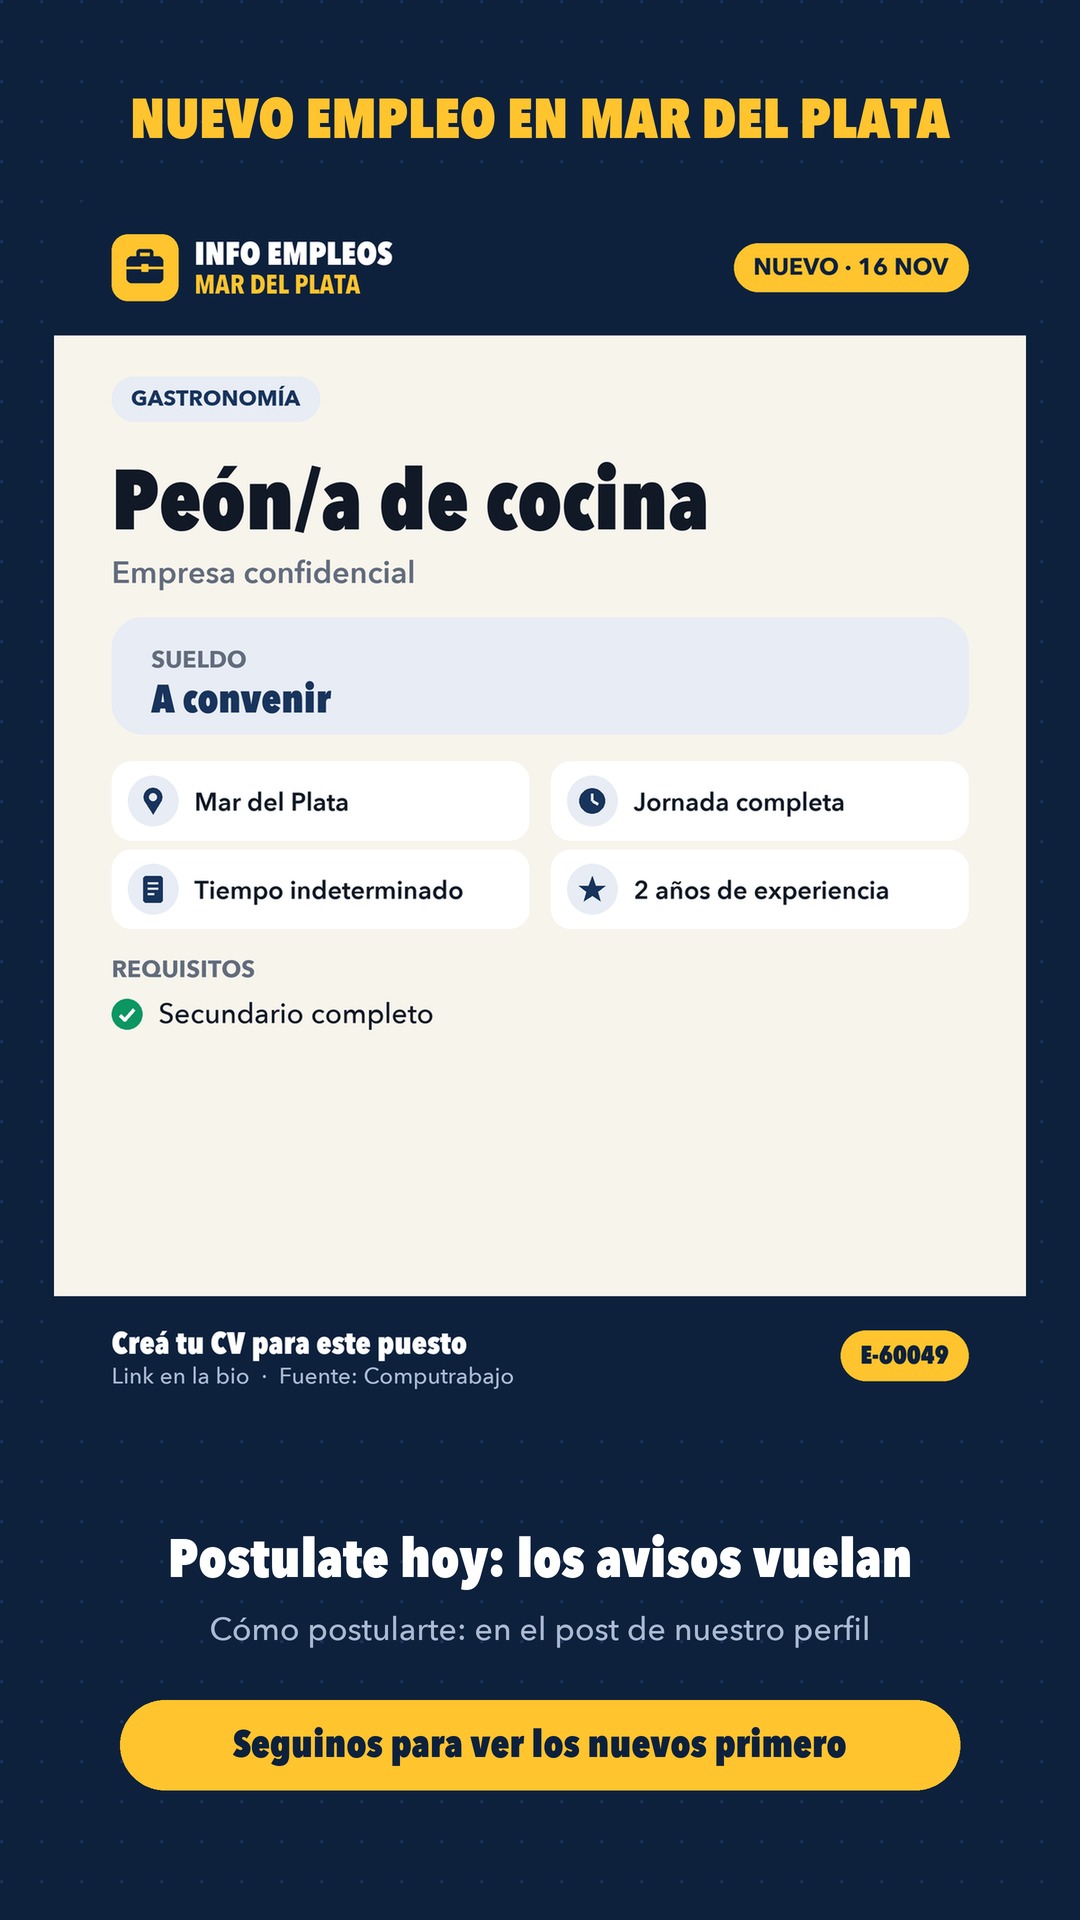 NUEVO EMPLEO EN MAR DEL PLATA
INFO EMPLEOS
MAR DEL PLATA
NUEVO · 16 NOV
GASTRONOMÍA
Peón/a de cocina
Empresa confidencial
SUELDO
A convenir
Mar del Plata
Jornada completa
Tiempo indeterminado
2 años de experiencia
REQUISITOS
Secundario completo
Creá tu CV para este puesto
Link en la bio · Fuente: Computrabajo
E-60049
Postulate hoy: los avisos vuelan
Cómo postularte: en el post de nuestro perfil
Seguinos para ver los nuevos primero